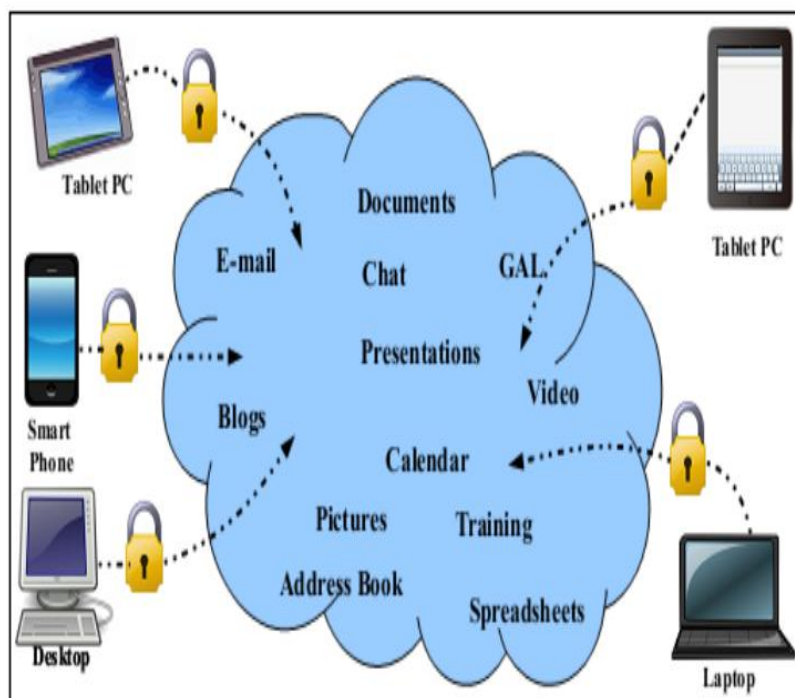 Tablet PC
Documents
E-mail
Chat
GAL.
Tablet PC
Presentations
Blogs
Video
Smart
Phone
Calendar
Pictures
Training
Address Book
Spreadsheets
Desktop
Laptop